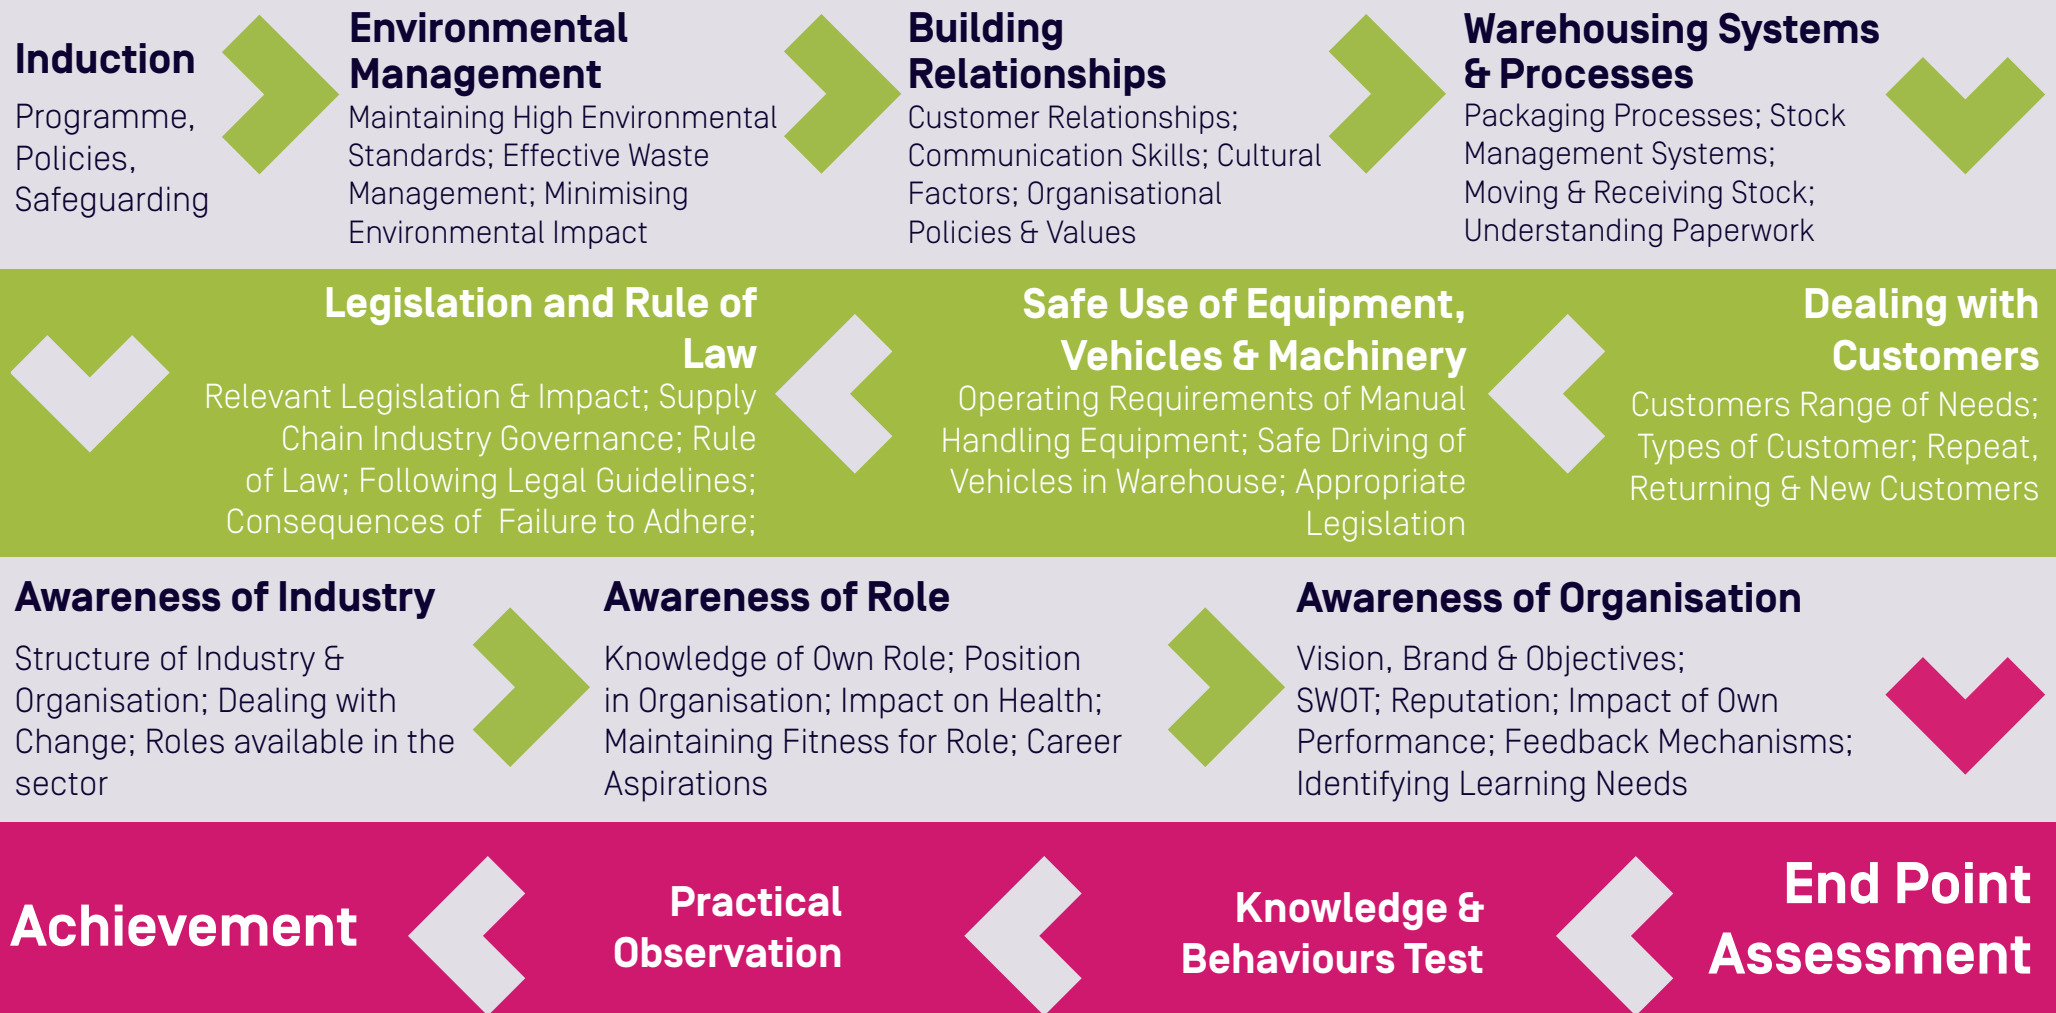 Induction
Programme,
Policies,
Safeguarding
Environmental
Management
Maintaining High Environmental
Standards; Effective Waste
Management; Minimising
Environmental Impact
Building
Relationships
Customer Relationships;
Communication Skills; Cultural
Factors; Organisational
Policies & Values
Warehousing Systems
& Processes
Packaging Processes; Stock
Management Systems;
Moving & Receiving Stock;
Understanding Paperwork
Dealing with
Customers
Customers Range of Needs;
Types of Customer; Repeat,
Returning & New Customers
Safe Use of Equipment,
Vehicles & Machinery
Operating Requirements of Manual
Handling Equipment; Safe Driving of
Vehicles in Warehouse; Appropriate
Legislation
Legislation and Rule of
Law
Relevant Legislation & Impact; Supply
Chain Industry Governance; Rule
of Law; Following Legal Guidelines;
Consequences of Failure to Adhere;
Awareness of Industry
Structure of Industry &
Organisation; Dealing with
Change; Roles available in the
sector
Awareness of Role
Knowledge of Own Role; Position
in Organisation; Impact on Health;
Maintaining Fitness for Role; Career
Aspirations
Awareness of Organisation
Vision, Brand & Objectives;
SWOT; Reputation; Impact of Own
Performance; Feedback Mechanisms;
Identifying Learning Needs
End Point
Assessment
Knowledge &
Behaviours Test
Practical
Observation
Achievement